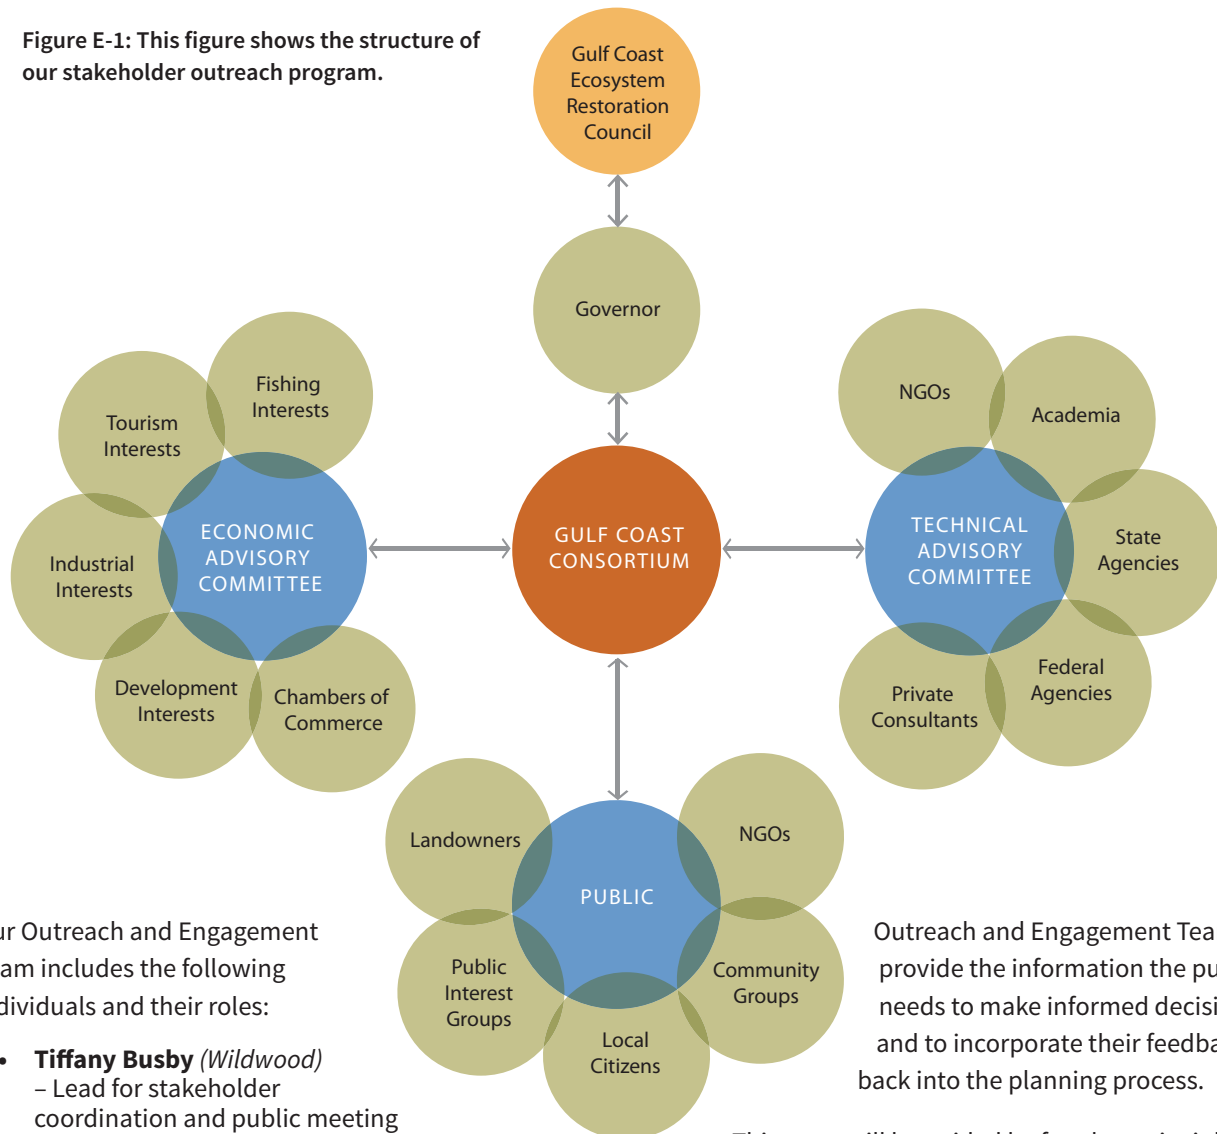 Figure E-1: This figure shows the structure of
our stakeholder outreach program.
Gulf Coast
Ecosystem
Restoration
Council
Governor
Fishing
Interests
Tourism
Interests
Industrial
Interests
Development
Interests
Chambers of
Commerce
ECONOMIC
ADVISORY
COMMITTEE
GULF COAST
CONSORTIUM
TECHNICAL
ADVISORY
COMMITTEE
NGOs
Academia
State
Agencies
Federal
Agencies
Private
Consultants
PUBLIC
Landowners
Public
Interest
Groups
Local
Citizens
Community
Groups
NGOs
Outreach and Engagement
includes the following
and their roles:
• Tiffany Busby (Wildwood)
– Lead for stakeholder
coordination and public meeting
Outreach and Engagement
provide the information the
needs to make informed
and to incorporate their
back into the planning process.